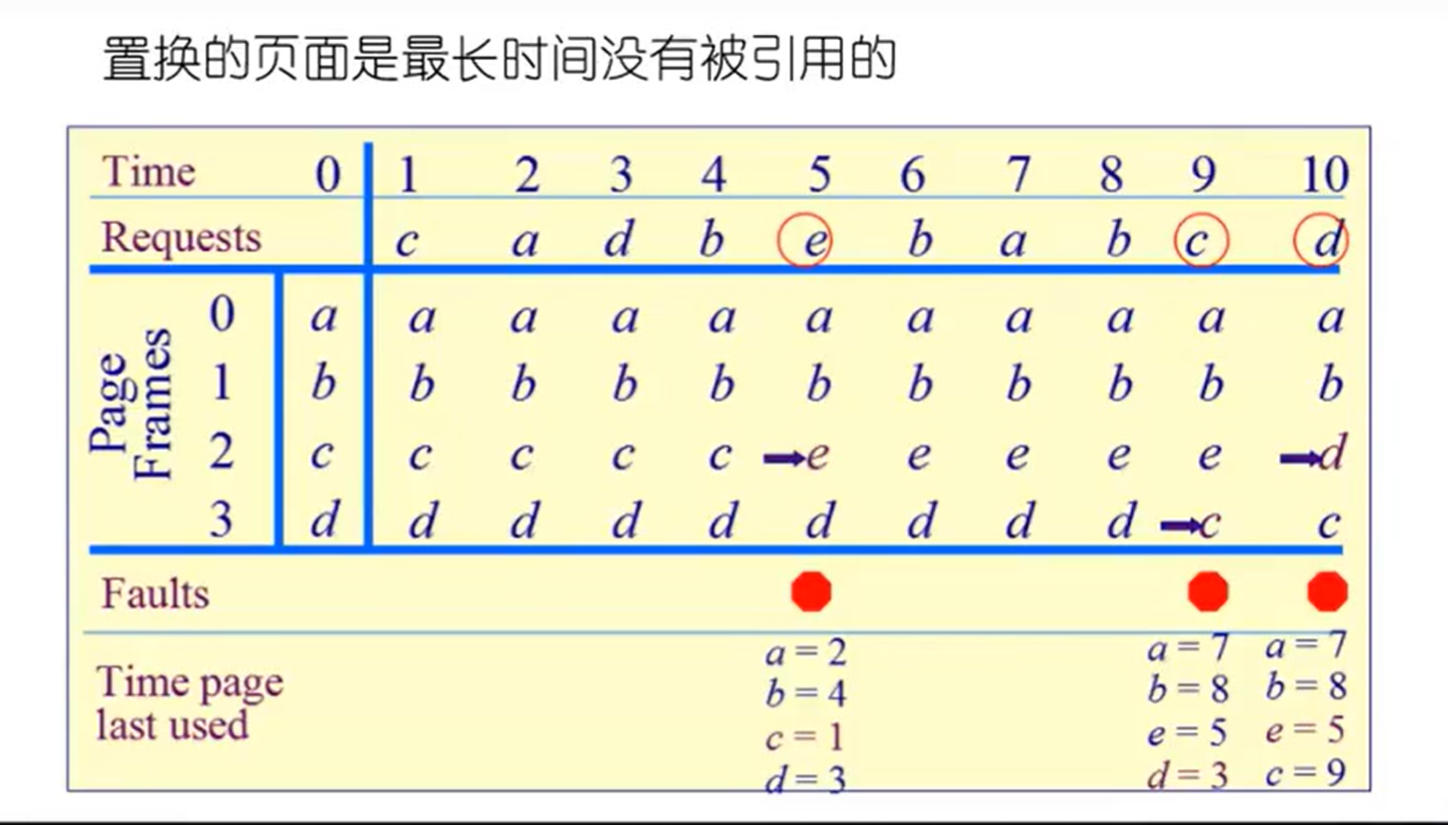 置换的页面是最长时间没有被引用的
Time 0 1 2 3 4 5 6 7 8 9 10
Requests c a d b e b a b c d
Page Frames
0 a a a a a a a a a a a
1 b b b b b b b b b b b
2 c c c c c e e e e e d
3 d d d d d d d d d c c
Faults
Time page
last used
a = 2 a = 7 a = 7
b = 4 b = 8 b = 8
c = 1 e = 5 e = 5
d = 3 d = 3 c = 9